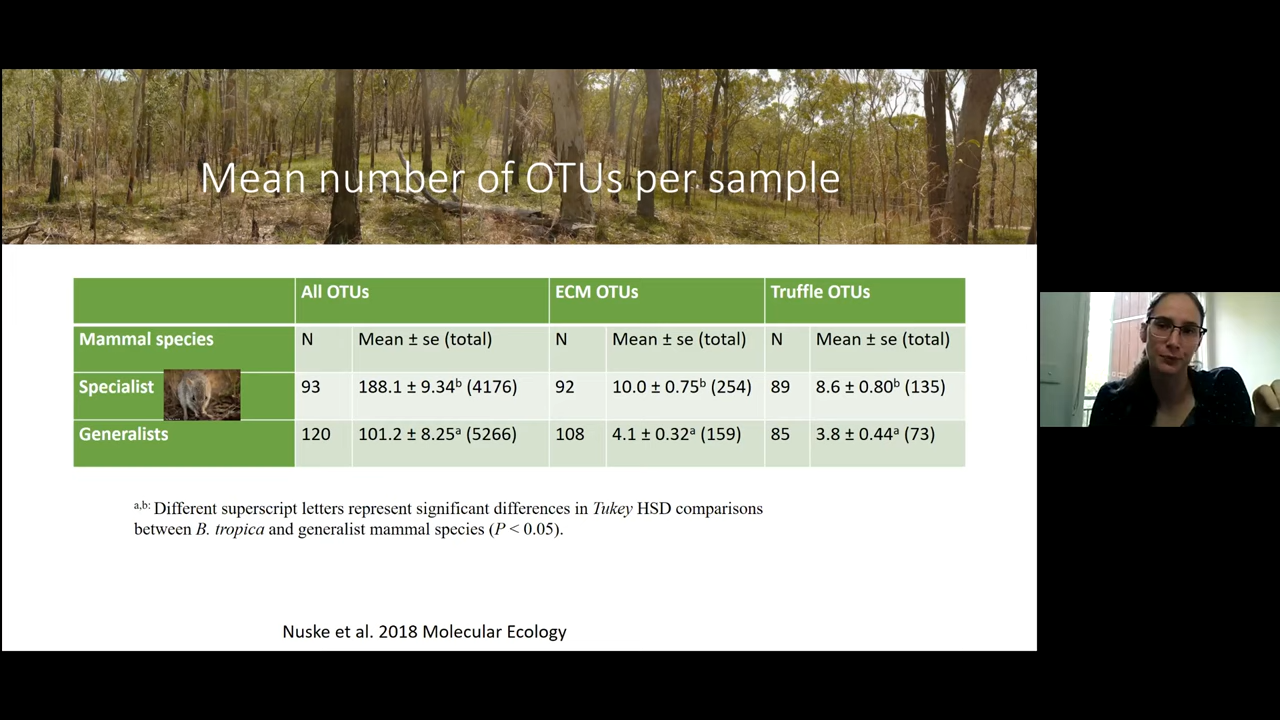 Mean number of OTUs per sample
All OTUs ECM OTUs Truffle OTUs
Mammal species N Mean ± se (total) N Mean ± se (total) N Mean ± se (total)
Specialist 93 188.1 ± 9.34ᵇ (4176) 92 10.0 ± 0.75ᵇ (254) 89 8.6 ± 0.80ᵇ (135)
Generalists 120 101.2 ± 8.25ᵃ (5266) 108 4.1 ± 0.32ᵃ (159) 85 3.8 ± 0.44ᵃ (73)
a,b: Different superscript letters represent significant differences in Tukey HSD comparisons
between B. tropica and generalist mammal species (P < 0.05).
Nuske et al. 2018 Molecular Ecology